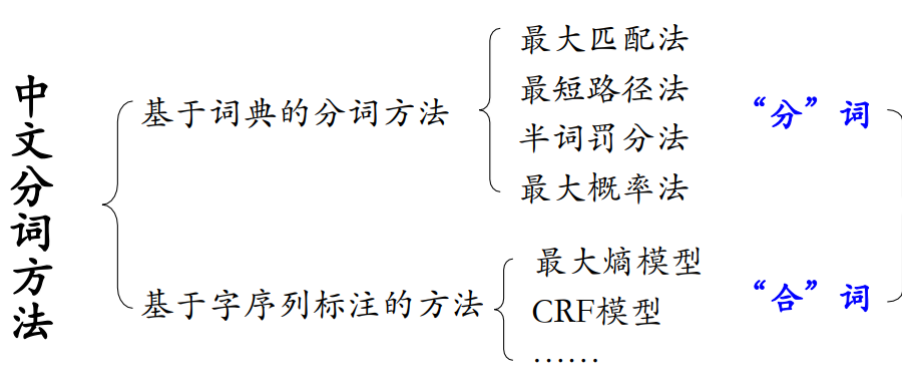 中文分词方法
基于词典的分词方法
最大匹配法
最短路径法
半词罚分法
最大概率法
“分”词
基于字序列标注的方法
最大熵模型
CRF模型
……
“合”词